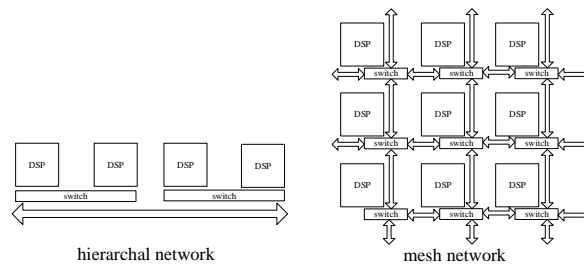 DSP DSP DSP
switch switch switch
DSP DSP DSP
switch switch switch
DSP DSP DSP
switch switch switch
DSP DSP DSP DSP
switch switch
hierarchal network
mesh network